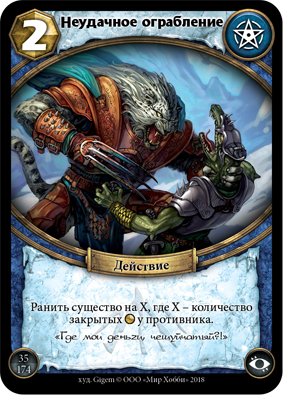 Неудачное ограбление
2
Действие
Ранить существо на X, где X – количество
закрытых у противника.
«Где мои деньги, чешуйчатый?!»
35
174
худ. Gigem © ООО «Мир Хобби» 2018